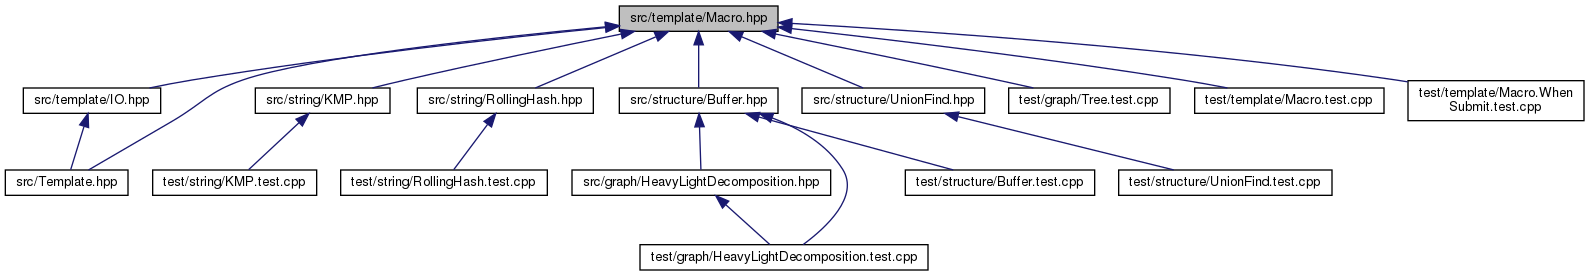 src/template/Macro.hpp
src/template/IO.hpp
src/string/KMP.hpp
src/string/RollingHash.hpp
src/structure/Buffer.hpp
src/structure/UnionFind.hpp
test/graph/Tree.test.cpp
test/template/Macro.test.cpp
test/template/Macro.When
Submit.test.cpp
src/Template.hpp
test/string/KMP.test.cpp
test/string/RollingHash.test.cpp
src/graph/HeavyLightDecomposition.hpp
test/structure/Buffer.test.cpp
test/structure/UnionFind.test.cpp
test/graph/HeavyLightDecomposition.test.cpp